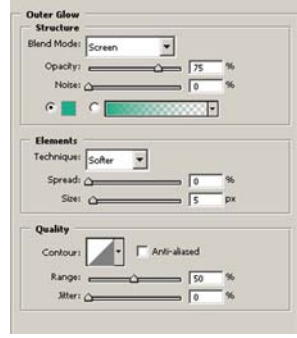 Outer Glow
Structure
Blend Mode: Screen
Opacity: 75 %
Noise: 0 %
Elements
Technique: Softer
Spread: 0 %
Size: 5 px
Quality
Contour: Anti-aliased
Range: 50 %
Jitter: 0 %